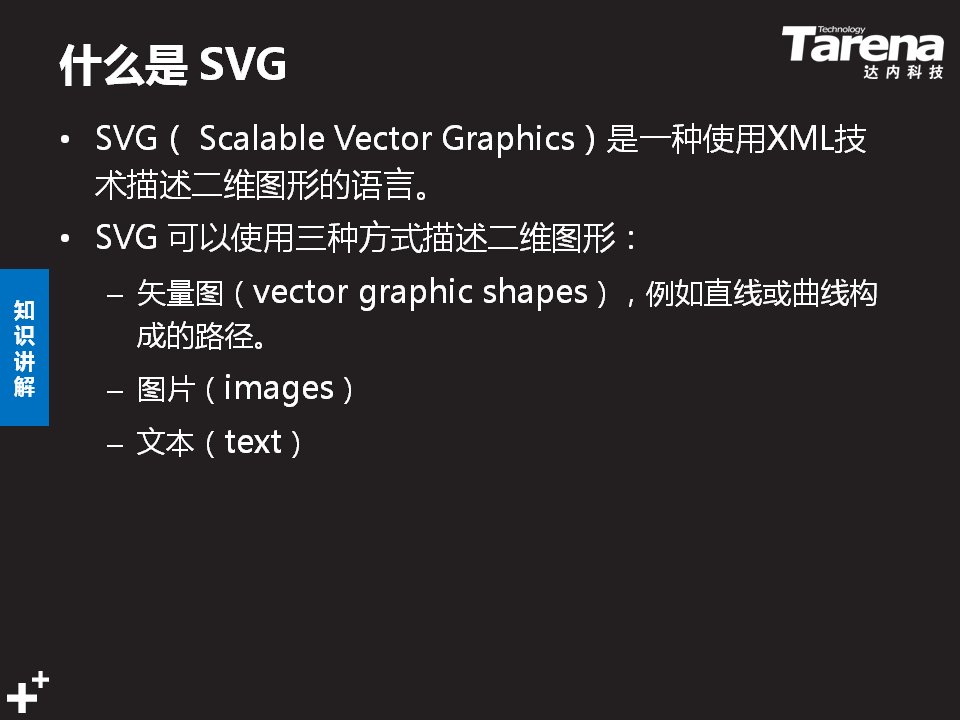 什么是 SVG
Technology
Tarena
达内科技
• SVG（ Scalable Vector Graphics）是一种使用XML技
术描述二维图形的语言。
• SVG 可以使用三种方式描述二维图形：
– 矢量图（vector graphic shapes），例如直线或曲线构
成的路径。
– 图片（images）
– 文本（text）
知
识
讲
解